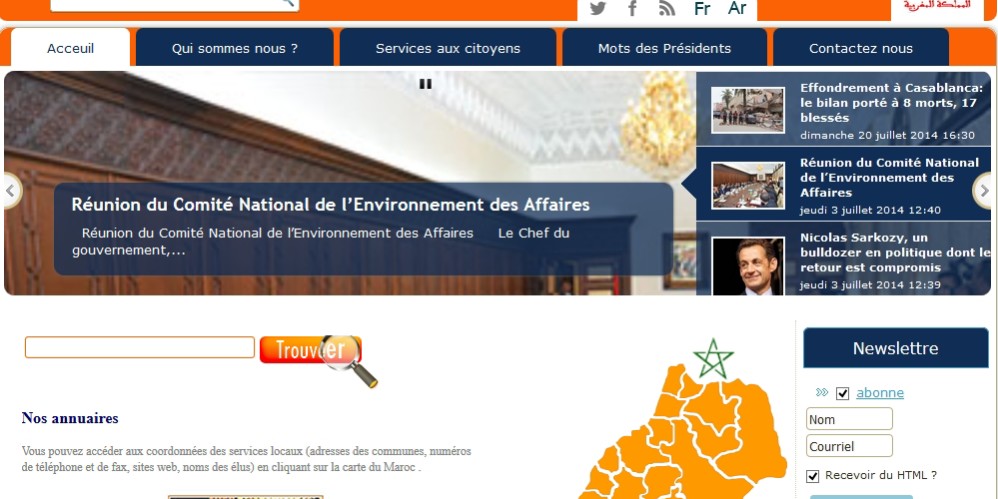 Fr Ar
المملكة المغربية
Acceuil
Qui sommes nous ?
Services aux citoyens
Mots des Présidents
Contactez nous
"
Réunion du Comité National de l’Environnement des Affaires
Réunion du Comité National de l’Environnement des Affaires Le Chef du
gouvernement,...
Effondrement à Casablanca:
le bilan porté à 8 morts, 17
blessés
dimanche 20 juillet 2014 16:30
Réunion du Comité National
de l’Environnement des
Affaires
jeudi 3 juillet 2014 12:40
Nicolas Sarkozy, un
bulldozer en politique dont le
retour est compromis
jeudi 3 juillet 2014 12:39
Trouver
Nos annuaires
Vous pouvez accéder aux coordonnées des services locaux (adresses des communes, numéros
de téléphone et de fax, sites web, noms des élus) en cliquant sur la carte du Maroc .
Newslettre
abonne
Nom
Courriel
Recevoir du HTML ?